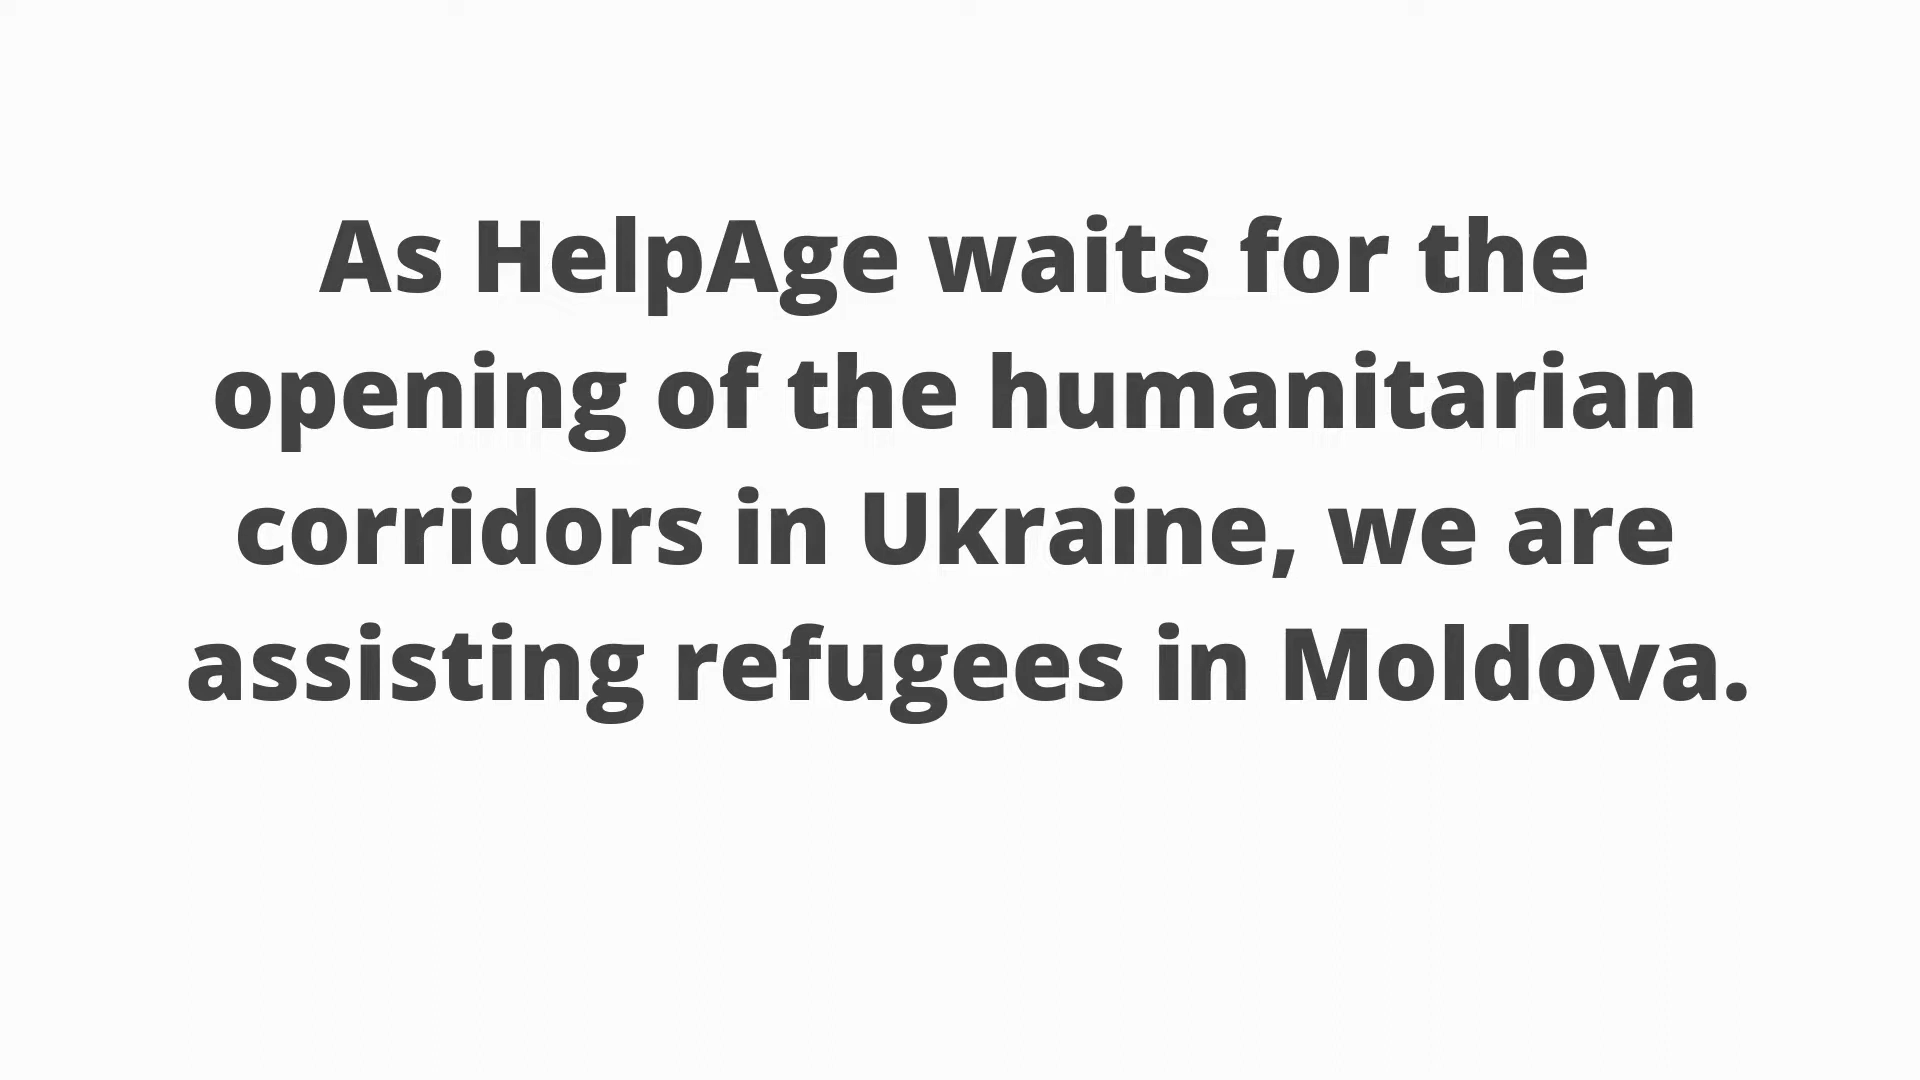 As HelpAge waits for the
opening of the humanitarian
corridors in Ukraine, we are
assisting refugees in Moldova.